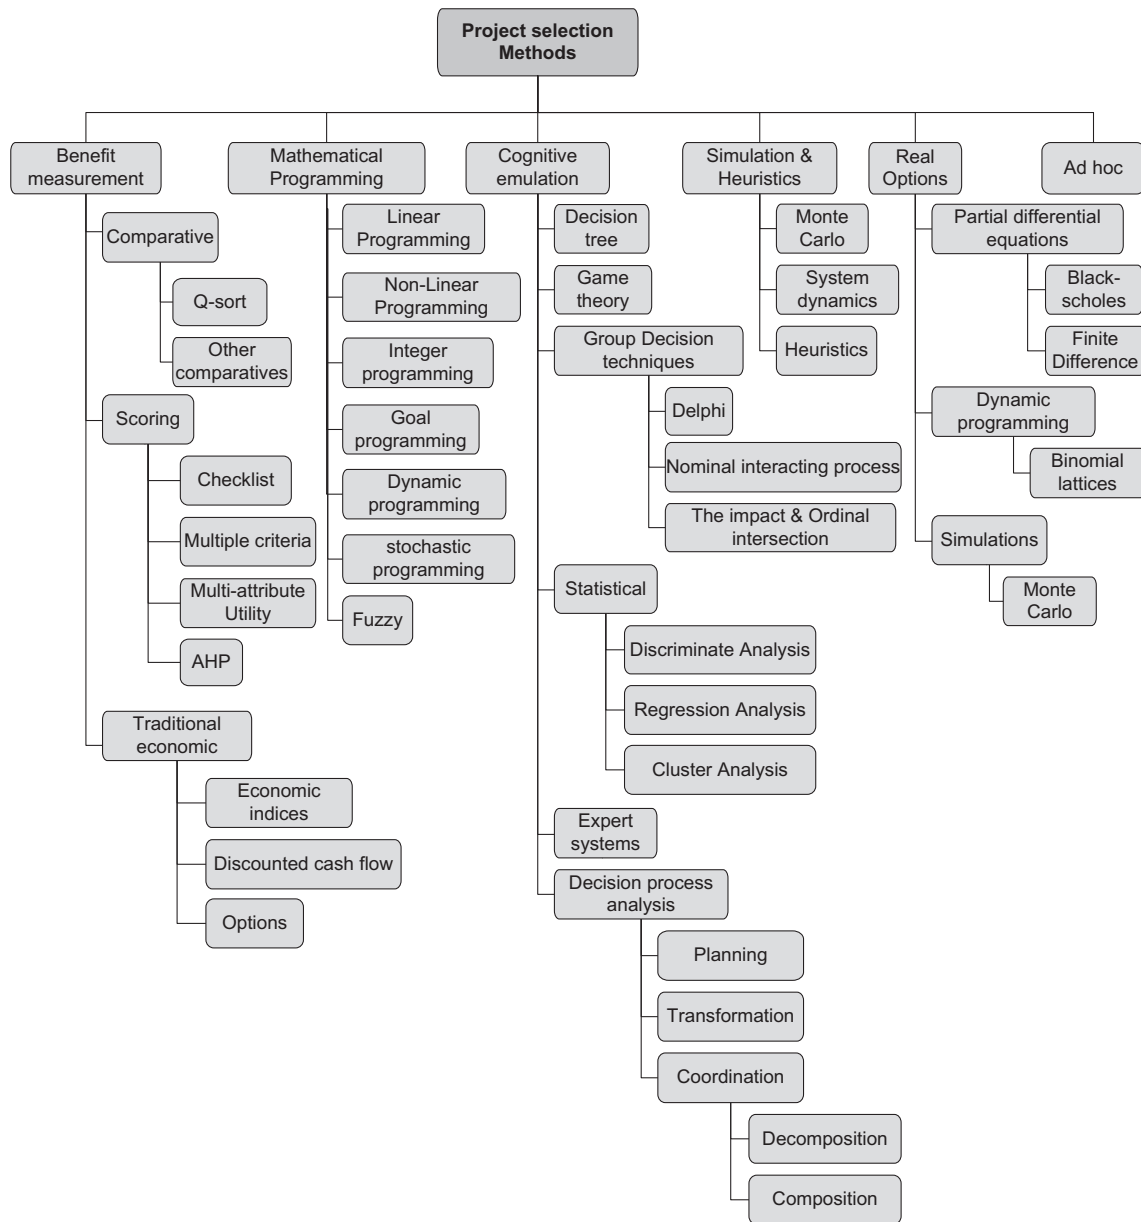 Project selection
Methods
Benefit
measurement
Mathematical
Programming
Cognitive
emulation
Simulation &
Heuristics
Real
Options
Ad hoc
Comparative
Q-sort
Other
comparatives
Scoring
Checklist
Multiple criteria
Multi-attribute
Utility
AHP
Traditional
economic
Economic
indices
Discounted cash flow
Options
Linear
Programming
Non-Linear
Programming
Integer
programming
Goal
programming
Dynamic
programming
stochastic
programming
Fuzzy
Decision
tree
Game
theory
Group Decision
techniques
Delphi
Nominal interacting process
The impact & Ordinal
intersection
Statistical
Discriminate Analysis
Regression Analysis
Cluster Analysis
Expert
systems
Decision process
analysis
Planning
Transformation
Coordination
Decomposition
Composition
Monte
Carlo
System
dynamics
Heuristics
Partial differential
equations
Black-
scholes
Finite
Difference
Dynamic
programming
Binomial
lattices
Simulations
Monte
Carlo